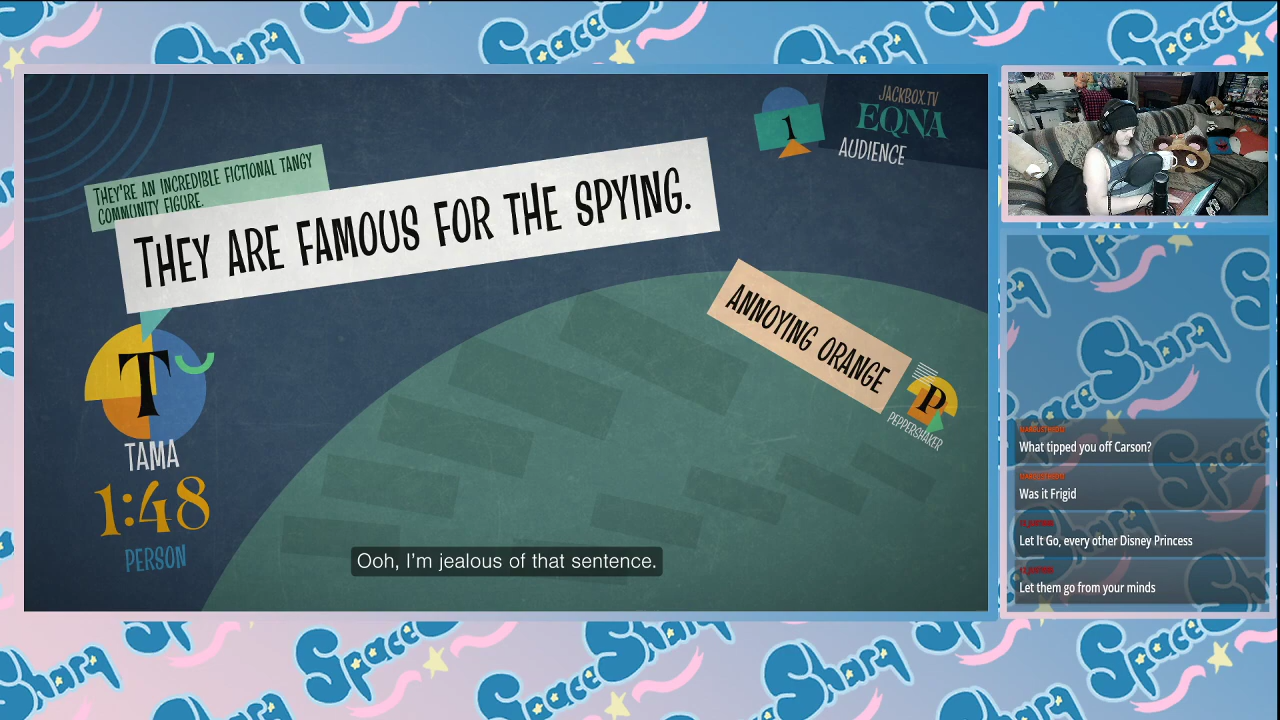 JACKBOX.TV
EQNA
1
AUDIENCE
THEY'RE AN INCREDIBLE FICTIONAL TANGY
COMMUNITY FIGURE.
THEY ARE FAMOUS FOR THE SPYING.
ANNOYING ORANGE
P
PEPPERSHAKER
T
TAMA
1:48
PERSON
Ooh, I'm jealous of that sentence.
What tipped you off Carson?
Was it Frigid
Let It Go, every other Disney Princess
Let them go from your minds
Space Sharq